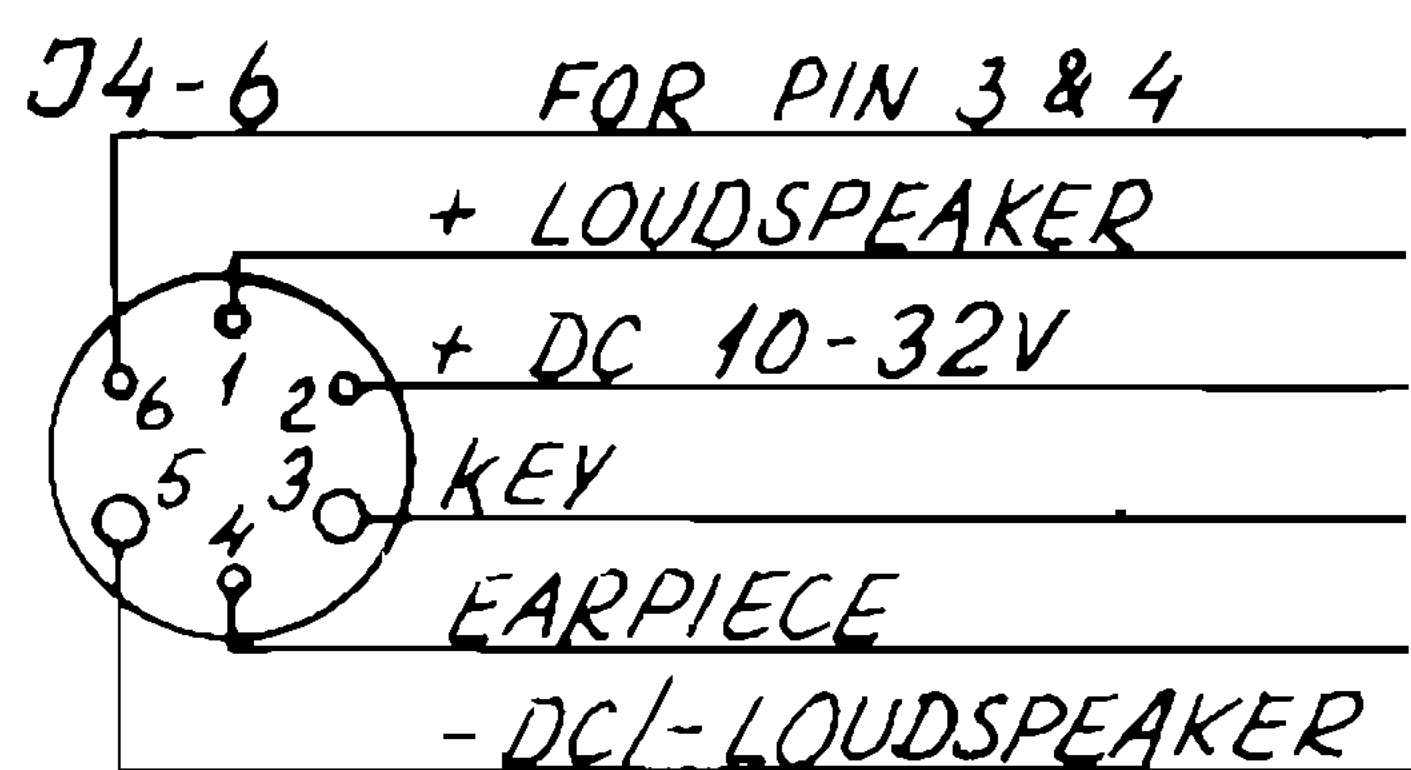 J4-6 FOR PIN 3 & 4
+ LOUDSPEAKER
+ DC 10-32V
6 1 2
KEY
5 3
4
EARPIECE
- DC/- LOUDSPEAKER